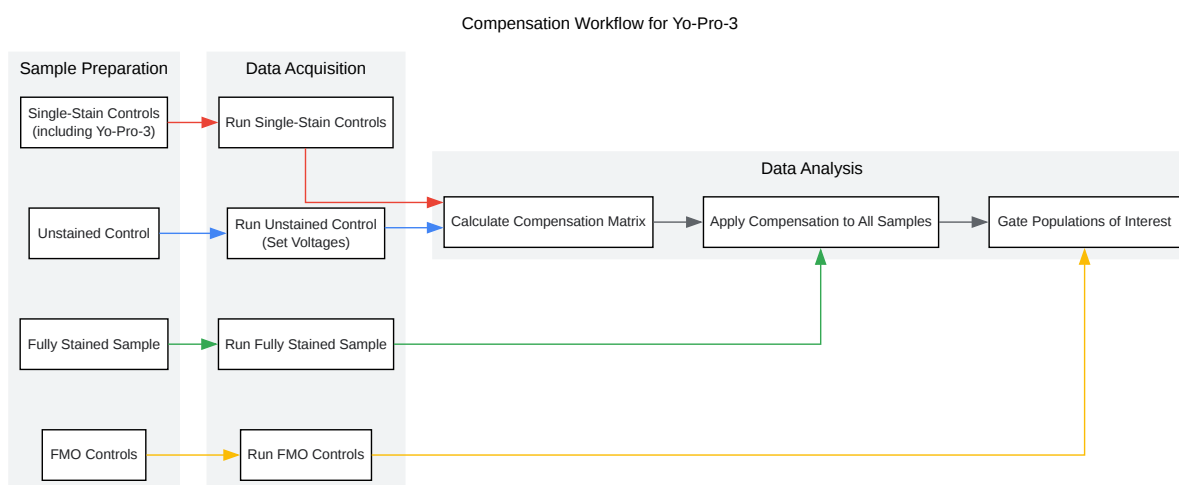 Compensation Workflow for Yo-Pro-3
Sample Preparation
Data Acquisition
Single-Stain Controls
(including Yo-Pro-3)
Run Single-Stain Controls
Data Analysis
Unstained Control
Run Unstained Control
(Set Voltages)
Calculate Compensation Matrix
Apply Compensation to All Samples
Gate Populations of Interest
Fully Stained Sample
Run Fully Stained Sample
FMO Controls
Run FMO Controls